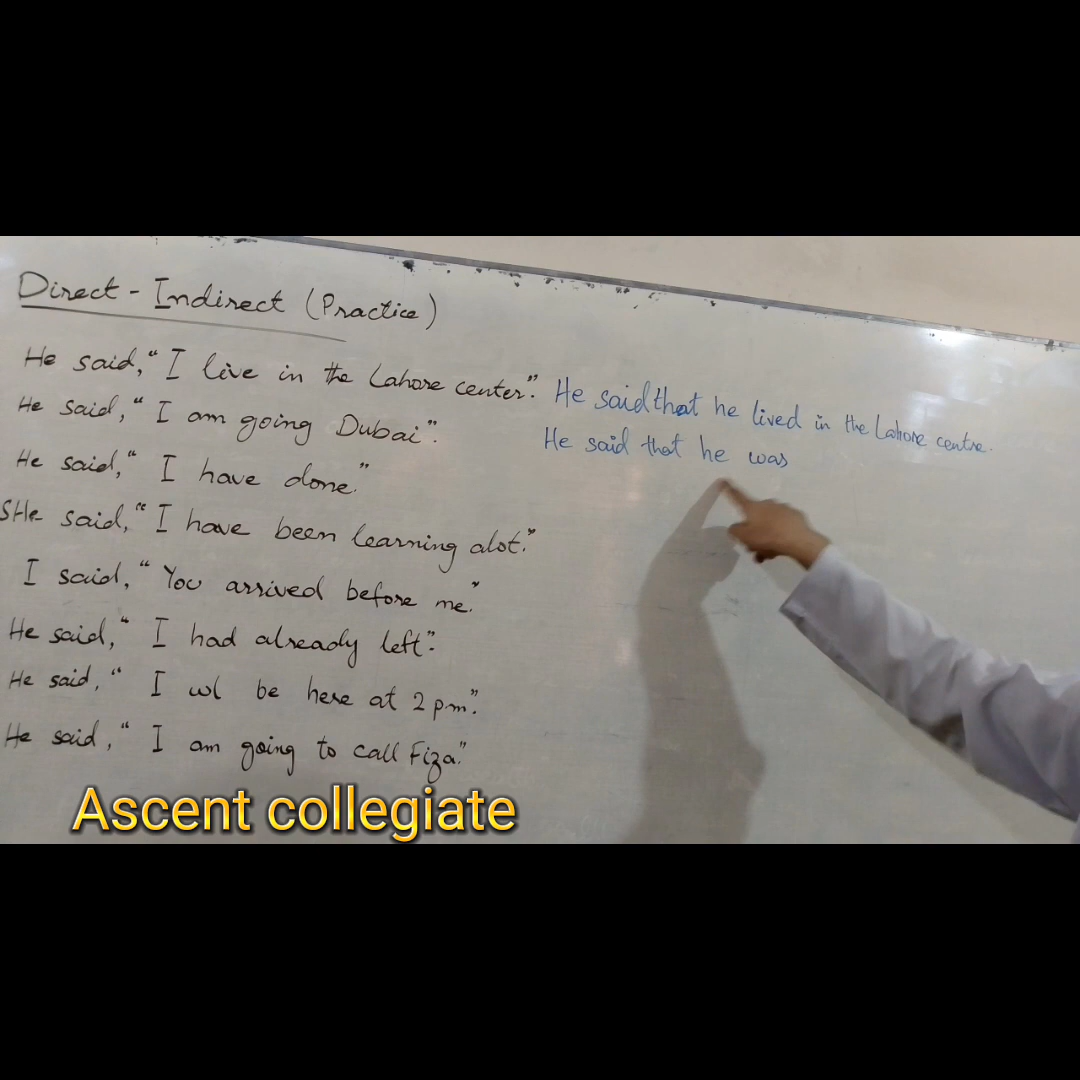 Direct - Indirect (Practice)
He said, "I live in the Lahore center". He said that he lived in the Lahore centre.
He said, "I am going Dubai". He said that he was
He said, "I have done."
SHe said, "I have been learning alot."
I said, "You arrived before me."
He said, "I had already left".
He said, "I wl be here at 2 pm".
He said, "I am going to call Fiza."
Ascent collegiate